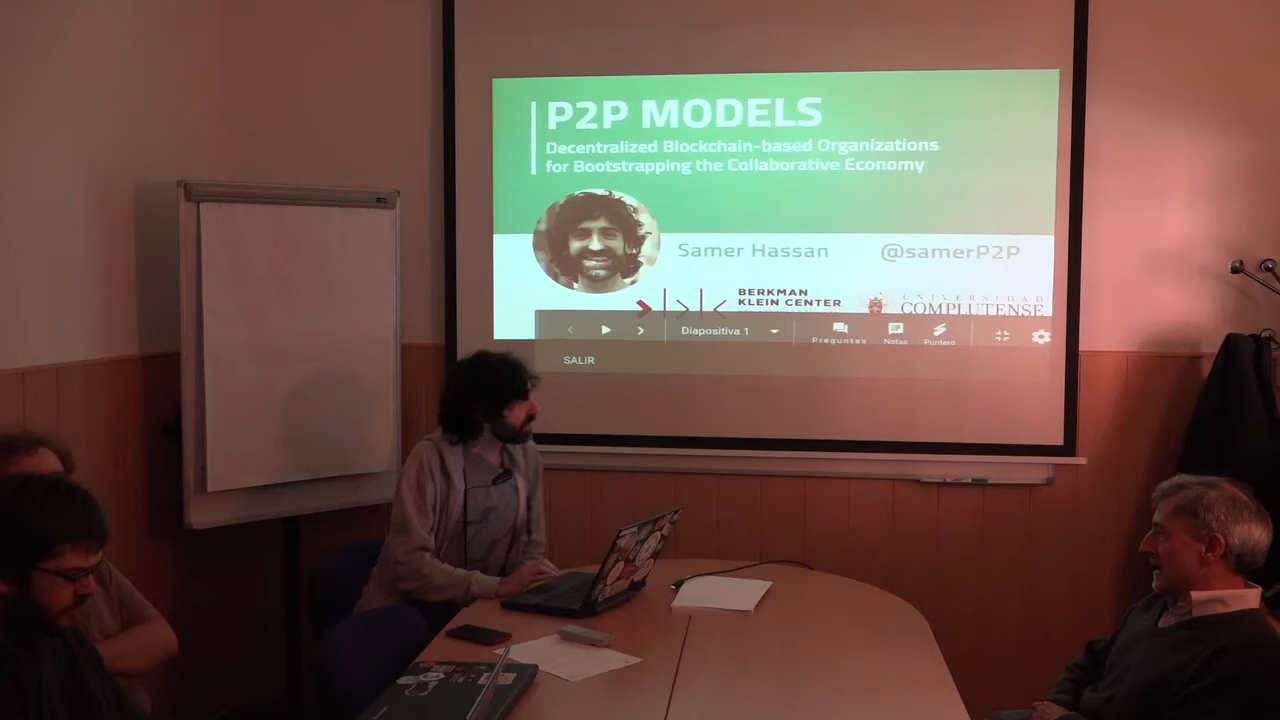 P2P MODELS
Decentralized Blockchain-based Organizations
for Bootstrapping the Collaborative Economy
Samer Hassan @samerP2P
BERKMAN
KLEIN CENTER
UNIVERSIDAD
COMPLUTENSE
Diapositiva 1
Preguntas Notas Puntero
SALIR